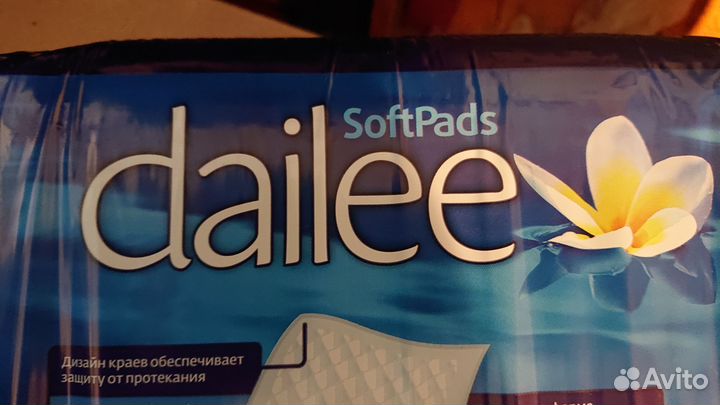 SoftPads
dailee
Дизайн краев обеспечивает
защиту от протекания
Avito